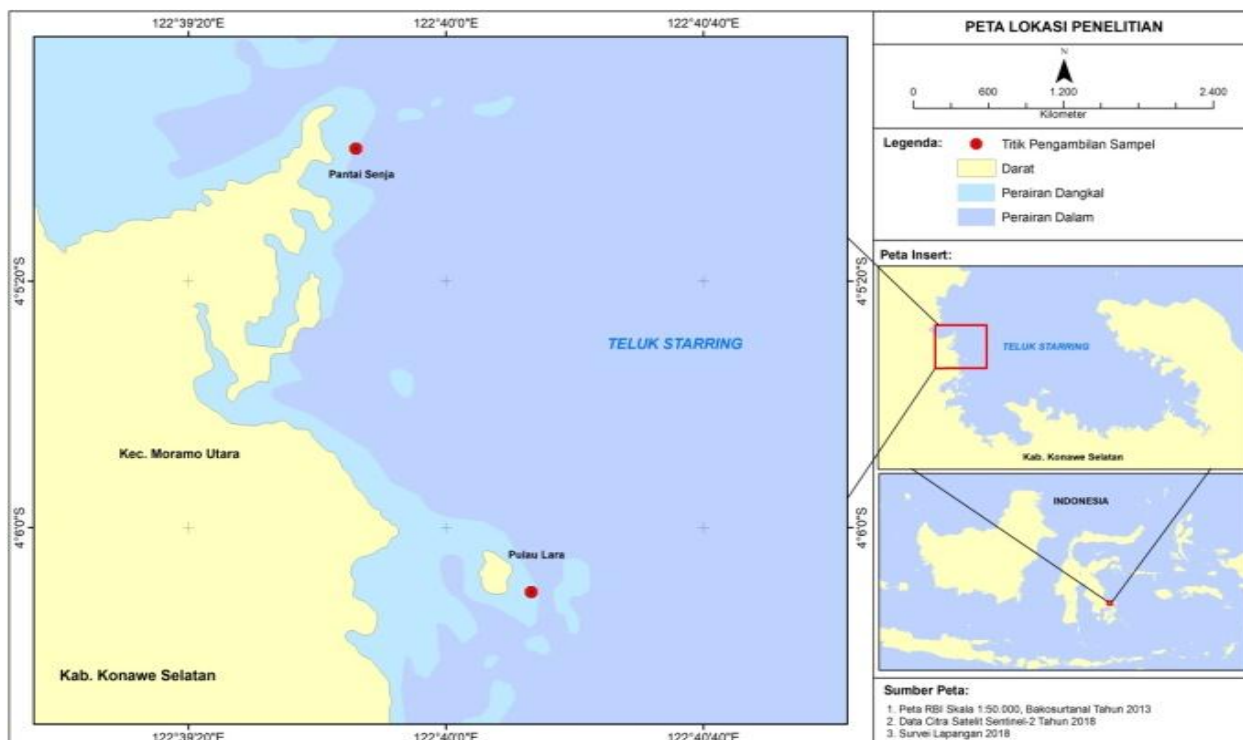 122°39'20"E 122°40'0"E 122°40'40"E
Pantai Senja
4°5'20"S 4°5'20"S
TELUK STARRING
Kec. Moramo Utara
4°6'0"S 4°6'0"S
Pulau Lara
Kab. Konawe Selatan
122°39'20"E 122°40'0"E 122°40'40"E
PETA LOKASI PENELITIAN
N
0 600 1.200 2.400
Kilometer
Legenda:
Titik Pengambilan Sampel
Darat
Perairan Dangkal
Perairan Dalam
Peta Insert:
TELUK STARRING
Kab. Konawe Selatan
INDONESIA
Sumber Peta:
1. Peta RBI Skala 1:50.000, Bakosurtanal Tahun 2013
2. Data Citra Satelit Sentinel-2 Tahun 2018
3. Survei Lapangan 2018